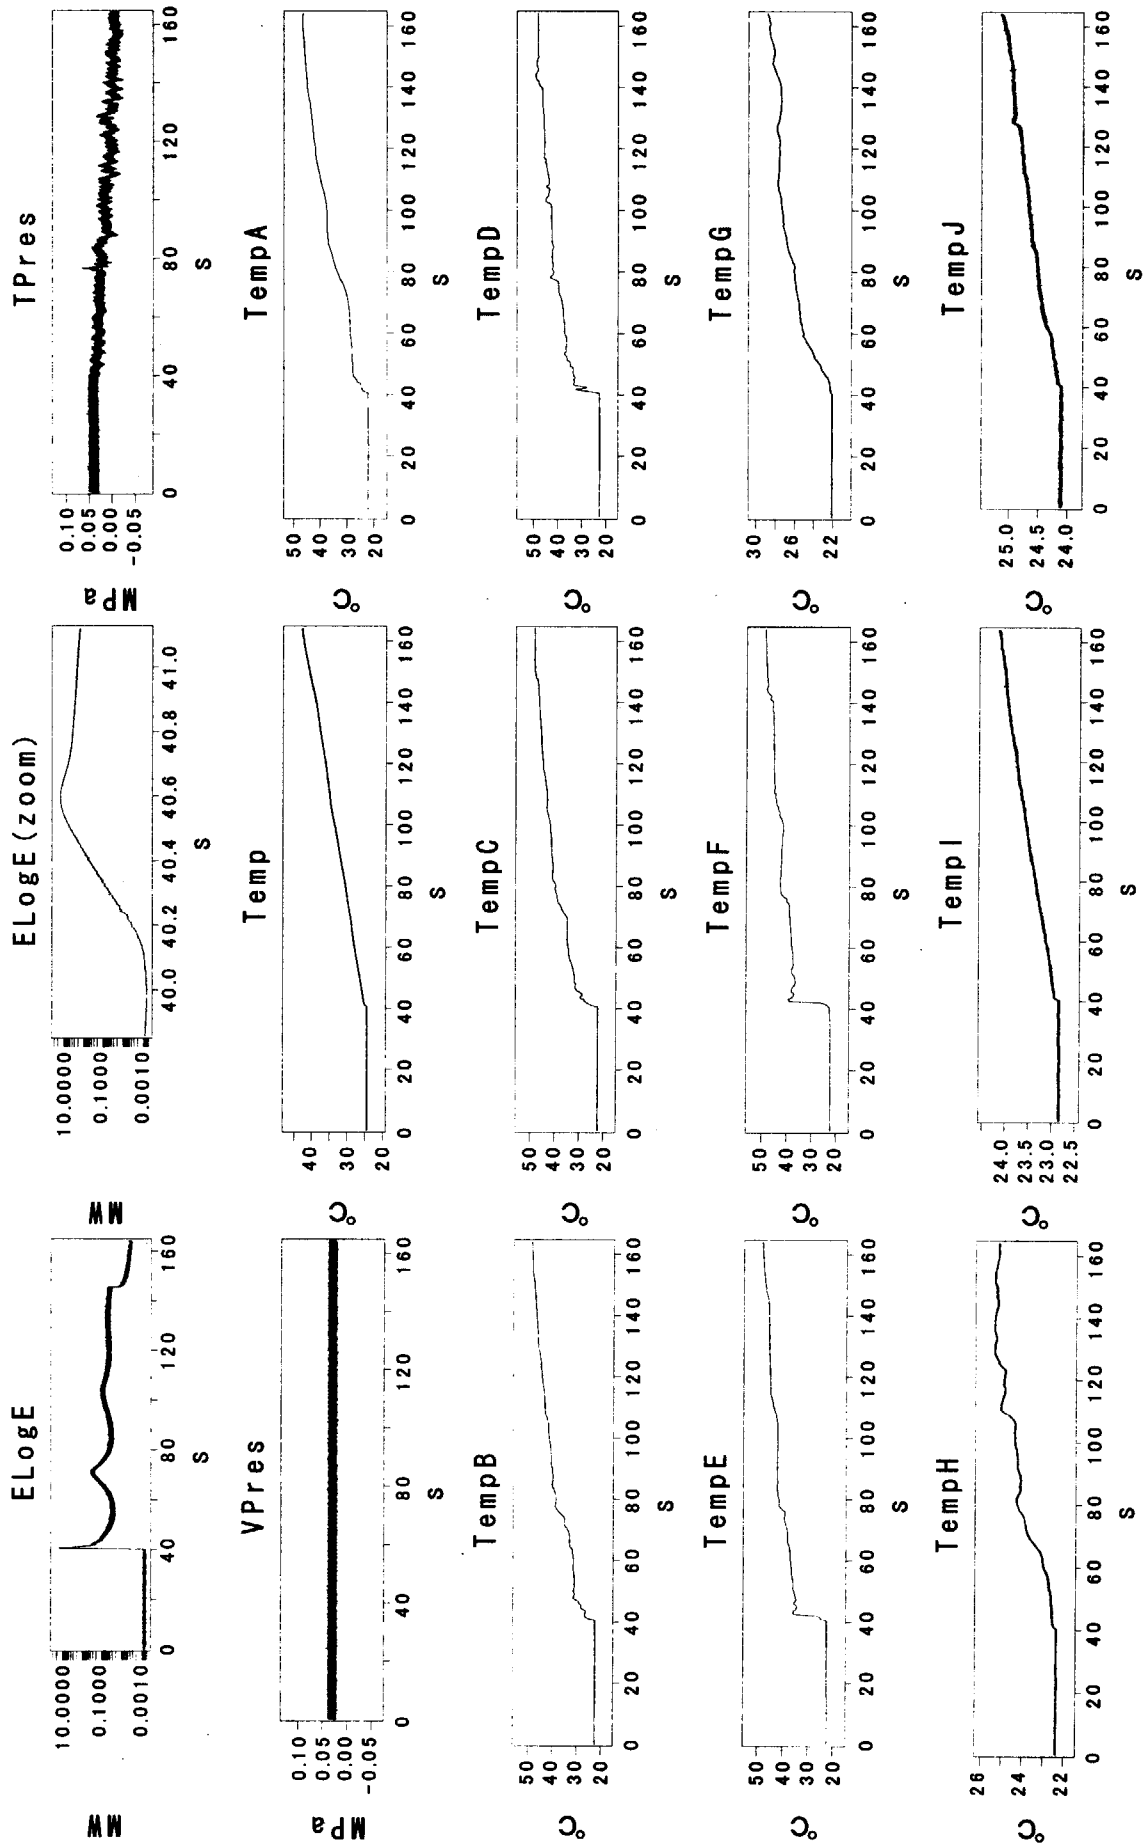 ELogE
MW
10.0000
0.1000
0.0010
0 40 80 120 160
S
ELogE(zoom)
MW
10.0000
0.1000
0.0010
40.0 40.2 40.4 40.6 40.8 41.0
S
TPres
MPa
0.10
0.05
0.00
-0.05
0 40 80 120 160
S
VPres
MPa
0.10
0.05
0.00
-0.05
0 40 80 120 160
S
Temp
°C
40
30
20
0 20 40 60 80 100 120 140 160
S
TempA
°C
50
40
30
20
0 20 40 60 80 100 120 140 160
S
TempB
°C
50
40
30
20
0 20 40 60 80 100 120 140 160
S
TempC
°C
50
40
30
20
0 20 40 60 80 100 120 140 160
S
TempD
°C
50
40
30
20
0 20 40 60 80 100 120 140 160
S
TempE
°C
50
40
30
20
0 20 40 60 80 100 120 140 160
S
TempF
°C
50
40
30
20
0 20 40 60 80 100 120 140 160
S
TempG
°C
30
26
22
0 20 40 60 80 100 120 140 160
S
TempH
°C
26
24
22
0 20 40 60 80 100 120 140 160
S
TempI
°C
24.0
23.5
23.0
22.5
0 20 40 60 80 100 120 140 160
S
TempJ
°C
25.0
24.5
24.0
0 20 40 60 80 100 120 140 160
S